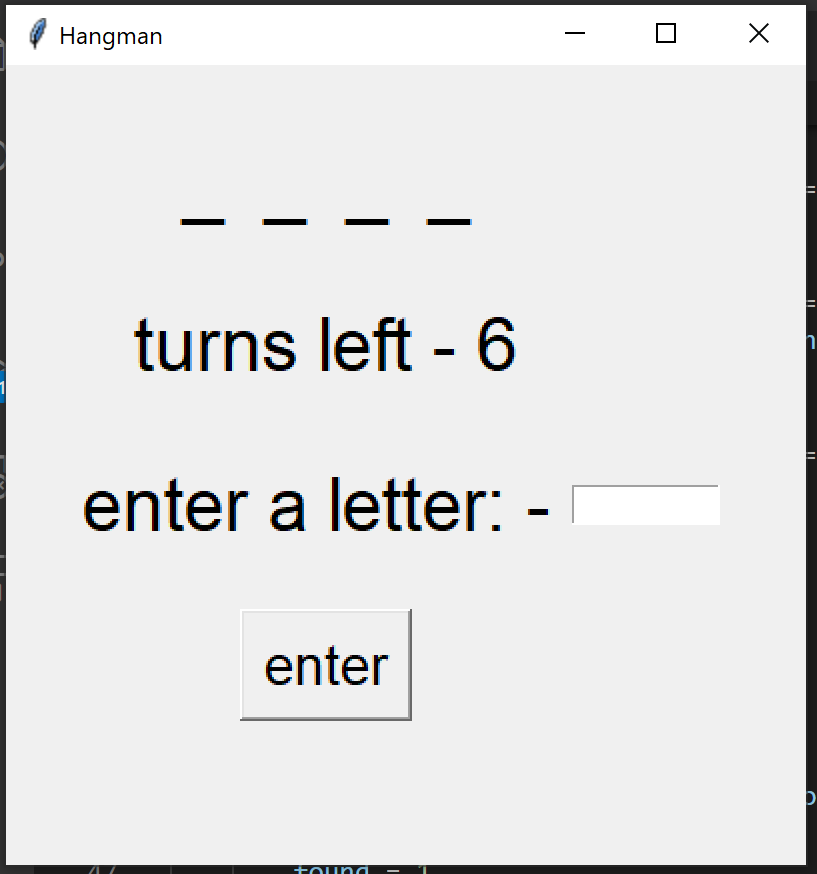 Hangman
_ _ _ _
turns left - 6
enter a letter: -
enter